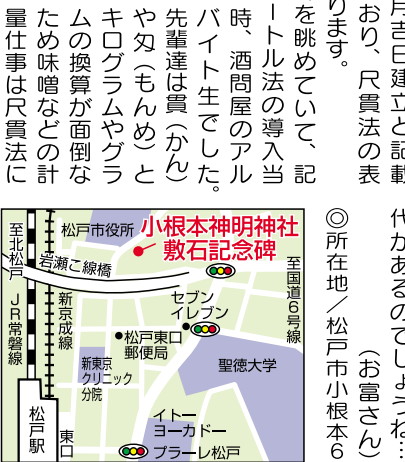 月吉日建立と記載
おり、尺貫法の表
ります。
を眺めていて、記
ートル法の導入当
時、酒問屋のアル
バイト生でした。
先輩達は貫（かん）
や匁（もんめ）と
キログラムやグラ
ムの換算が面倒な
ため味噌などの計
量仕事は尺貫法に
代があるのでしょうね…
（お富さん）
◎所在地／松戸市小根本6
小根本神明神社
敷石記念碑
松戸市役所
岩瀬こ線橋
至北松戸
JR常磐線
新京成線
至国道6号線
セブン
イレブン
松戸東口
郵便局
新東京
クリニック
分院
聖徳大学
イトー
ヨーカドー
プラーレ松戸
松戸駅
東口